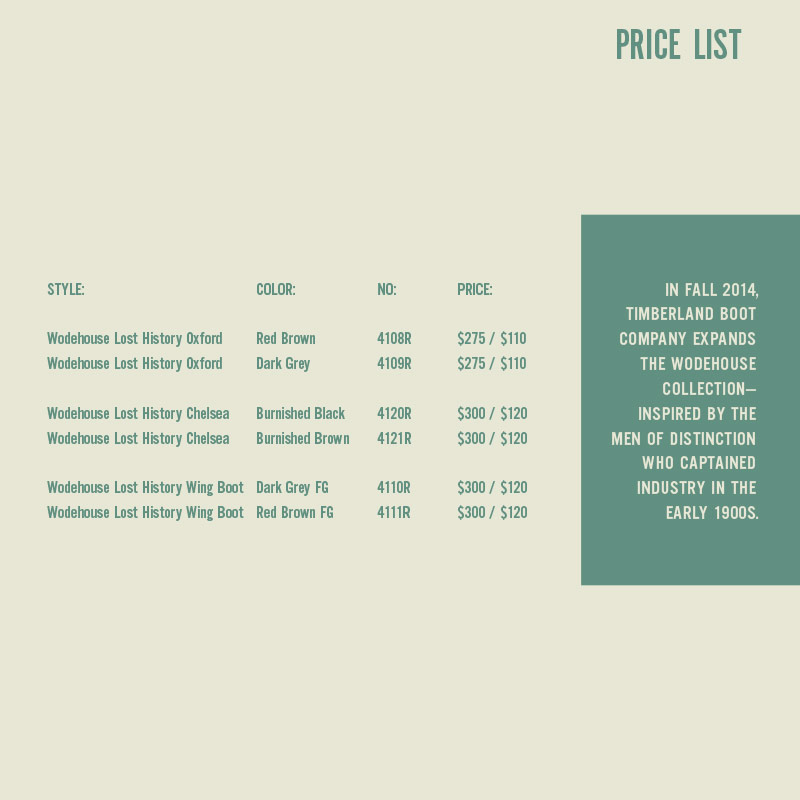 PRICE LIST
STYLE: COLOR: NO: PRICE:
Wodehouse Lost History Oxford Red Brown 4108R $275 / $110
Wodehouse Lost History Oxford Dark Grey 4109R $275 / $110
Wodehouse Lost History Chelsea Burnished Black 4120R $300 / $120
Wodehouse Lost History Chelsea Burnished Brown 4121R $300 / $120
Wodehouse Lost History Wing Boot Dark Grey FG 4110R $300 / $120
Wodehouse Lost History Wing Boot Red Brown FG 4111R $300 / $120
IN FALL 2014,
TIMBERLAND BOOT
COMPANY EXPANDS
THE WODEHOUSE
COLLECTION—
INSPIRED BY THE
MEN OF DISTINCTION
WHO CAPTAINED
INDUSTRY IN THE
EARLY 1900S.